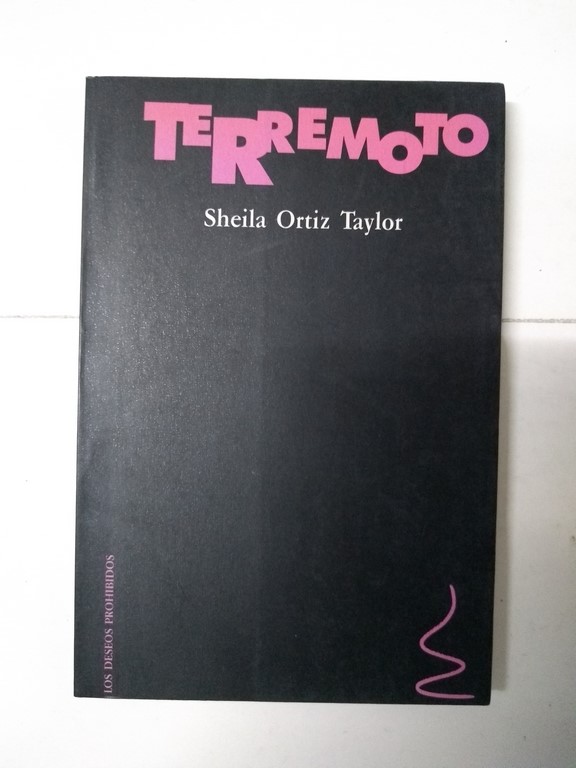 TERREMOTO
Sheila Ortiz Taylor
LOS DESEOS PROHIBIDOS